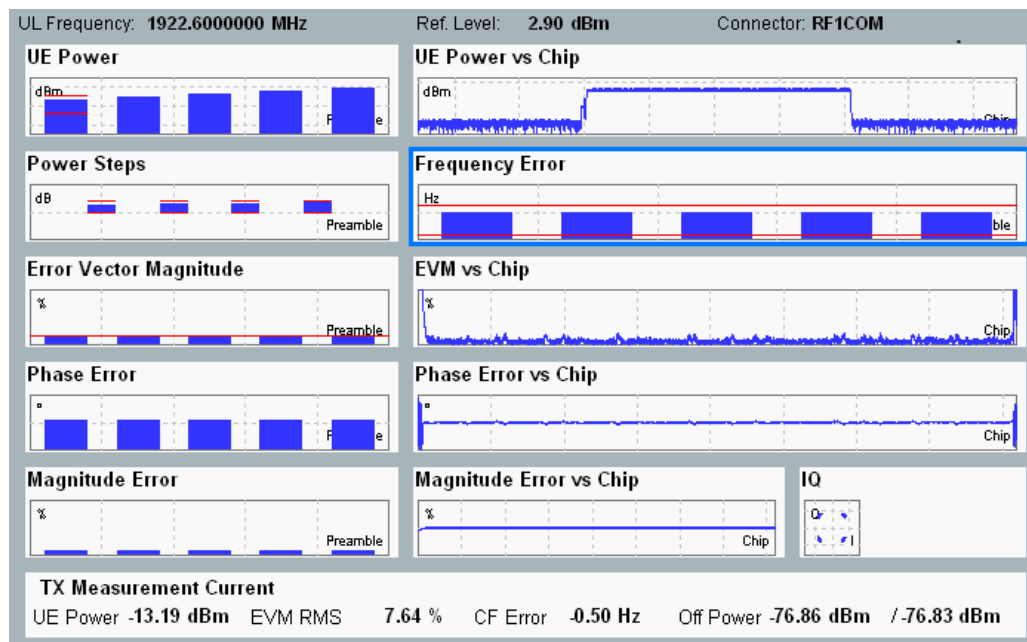 UL Frequency: 1922.6000000 MHz Ref. Level: 2.90 dBm Connector: RF1COM
UE Power UE Power vs Chip
dBm dBm
Chip
Power Steps Frequency Error
dB Hz
Preamble ble
Error Vector Magnitude EVM vs Chip
% %
Preamble Chip
Phase Error Phase Error vs Chip
° °
e Chip
Magnitude Error Magnitude Error vs Chip IQ
% % Q
Preamble Chip I
TX Measurement Current
UE Power -13.19 dBm EVM RMS 7.64 % CF Error -0.50 Hz Off Power -76.86 dBm / -76.83 dBm